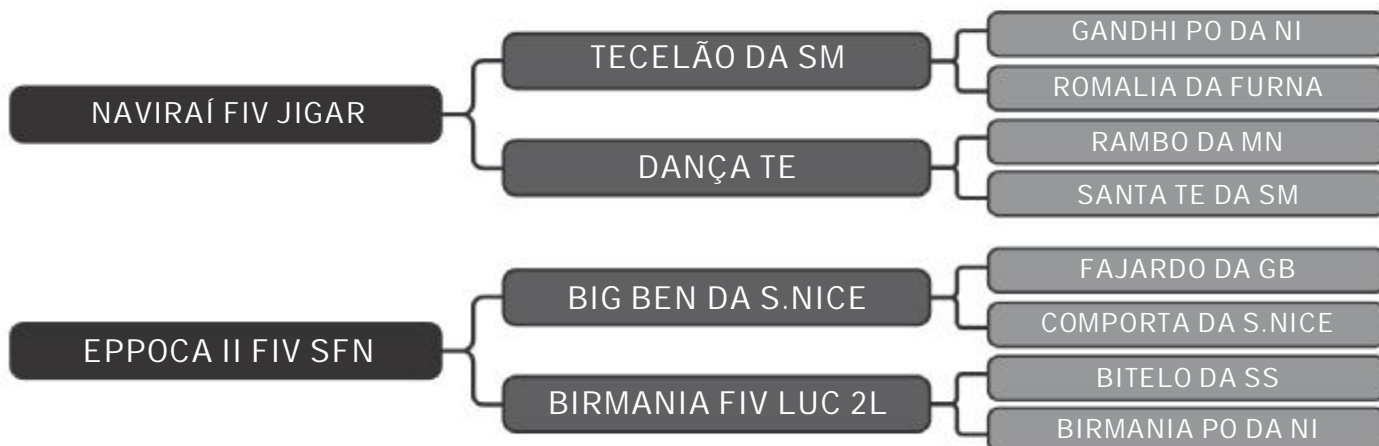 NAVIRAÍ FIV JIGAR
TECELÃO DA SM
GANDHI PO DA NI
ROMALIA DA FURNA
DANÇA TE
RAMBO DA MN
SANTA TE DA SM
EPPOCA II FIV SFN
BIG BEN DA S.NICE
FAJARDO DA GB
COMPORTA DA S.NICE
BIRMANIA FIV LUC 2L
BITELO DA SS
BIRMANIA PO DA NI